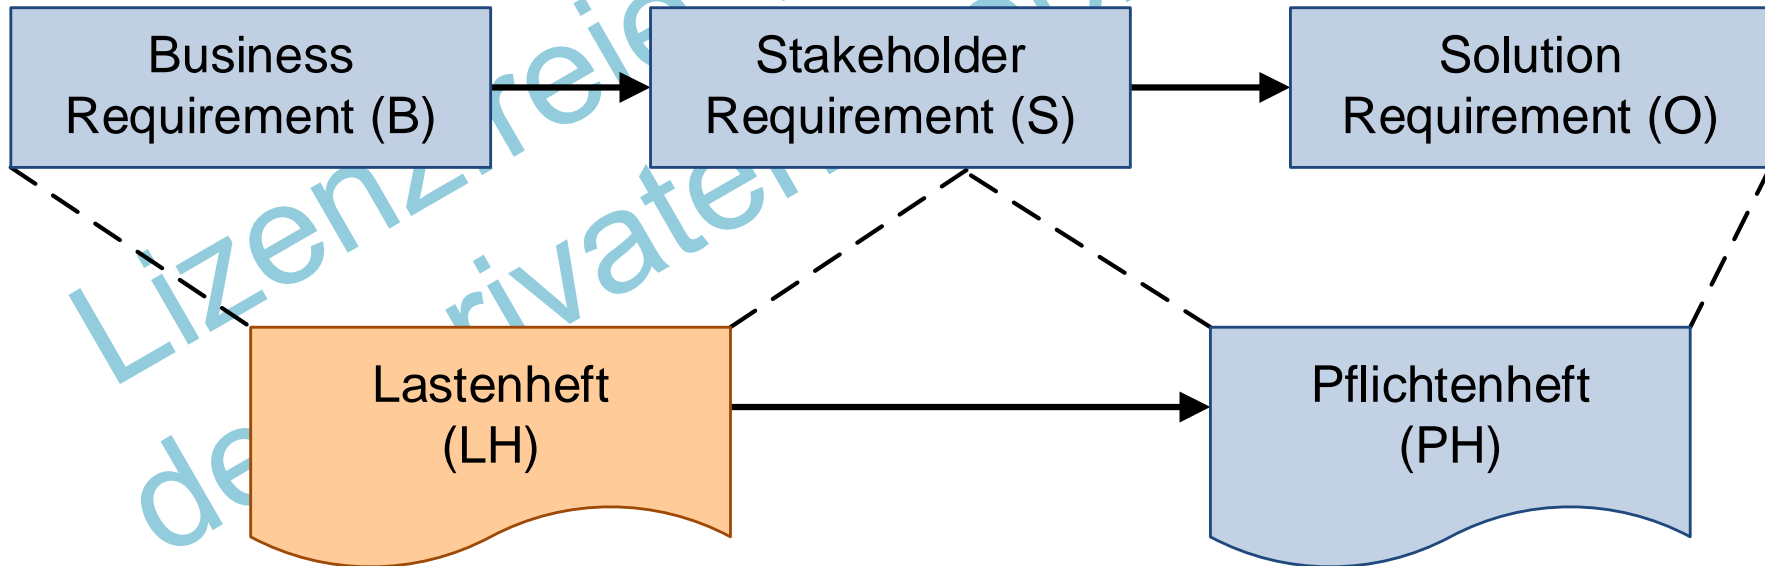 Business
Requirement (B)
Stakeholder
Requirement (S)
Solution
Requirement (O)
Lastenheft
(LH)
Pflichtenheft
(PH)